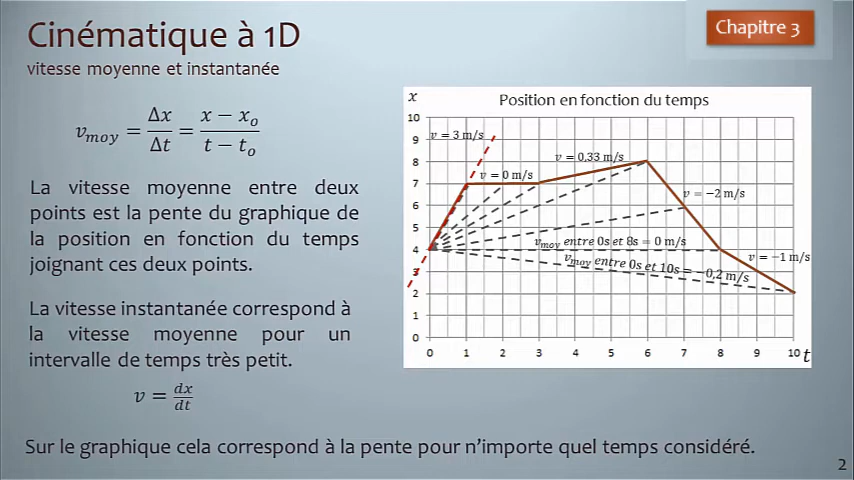 Cinématique à 1D
Chapitre 3
vitesse moyenne et instantanée
v_moy = Δx/Δt = (x − x_o)/(t − t_o)
La vitesse moyenne entre deux
points est la pente du graphique de
la position en fonction du temps
joignant ces deux points.
La vitesse instantanée correspond à
la vitesse moyenne pour un
intervalle de temps très petit.
v = dx/dt
x
Position en fonction du temps
10
9
8
7
6
5
4
3
2
1
0
v = 3 m/s
v = 0 m/s
v = 0,33 m/s
v = −2 m/s
v_moy entre 0s et 8s = 0 m/s
v = −1 m/s
v_moy entre 0s et 10s = −0,2 m/s
0 1 2 3 4 5 6 7 8 9 10 t
Sur le graphique cela correspond à la pente pour n'importe quel temps considéré.
2